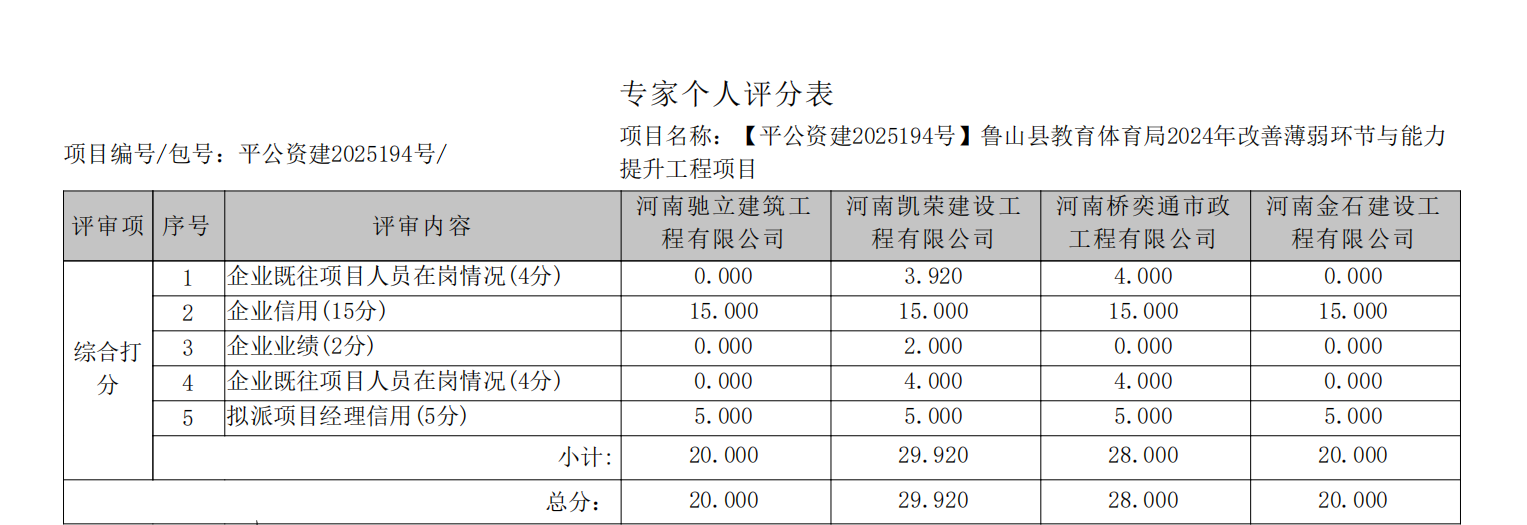 专家个人评分表
项目编号/包号：平公资建2025194号/
项目名称：【平公资建2025194号】鲁山县教育体育局2024年改善薄弱环节与能力
提升工程项目
评审项 序号 评审内容 河南驰立建筑工程有限公司 河南凯荣建设工程有限公司 河南桥奕通市政工程有限公司 河南金石建设工程有限公司
综合打分
1 企业既往项目人员在岗情况(4分) 0.000 3.920 4.000 0.000
2 企业信用(15分) 15.000 15.000 15.000 15.000
3 企业业绩(2分) 0.000 2.000 0.000 0.000
4 企业既往项目人员在岗情况(4分) 0.000 4.000 4.000 0.000
5 拟派项目经理信用(5分) 5.000 5.000 5.000 5.000
小计: 20.000 29.920 28.000 20.000
总分： 20.000 29.920 28.000 20.000